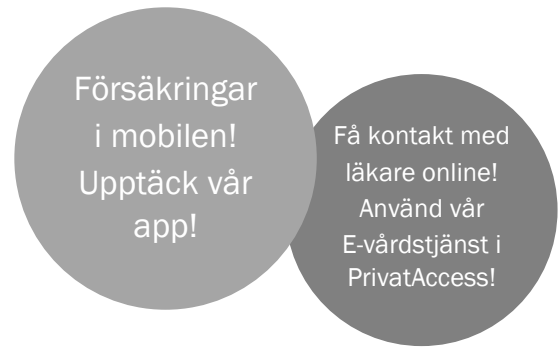 Försäkringar
i mobilen!
Upptäck vår
app!
Få kontakt med
läkare online!
Använd vår
E-vårdstjänst i
PrivatAccess!